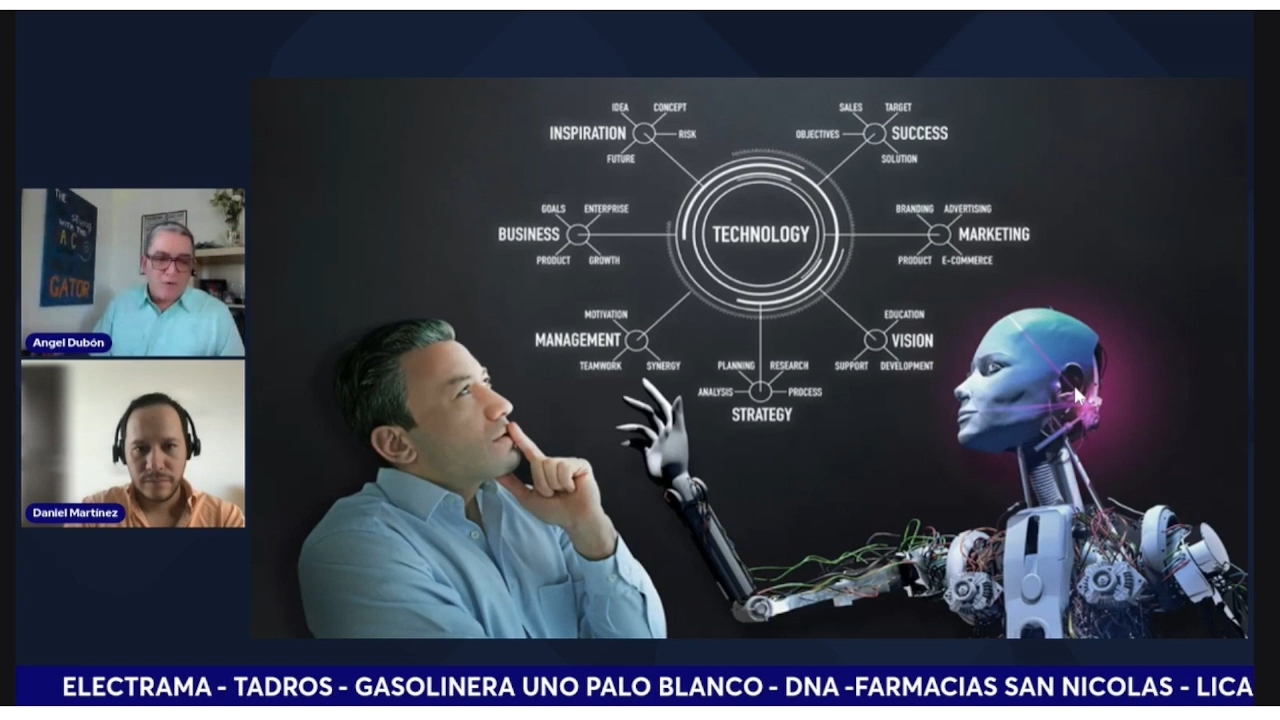 THE
A C
GATOR
Angel Dubón
Daniel Martínez
IDEA CONCEPT
INSPIRATION RISK
FUTURE
SALES TARGET
OBJECTIVES SUCCESS
SOLUTION
GOALS ENTERPRISE
BUSINESS
PRODUCT GROWTH
TECHNOLOGY
BRANDING ADVERTISING
MARKETING
PRODUCT E-COMMERCE
MOTIVATION
MANAGEMENT
TEAMWORK SYNERGY
EDUCATION
VISION
SUPPORT DEVELOPMENT
PLANNING RESEARCH
ANALYSIS PROCESS
STRATEGY
ELECTRAMA - TADROS - GASOLINERA UNO PALO BLANCO - DNA -FARMACIAS SAN NICOLAS - LICA